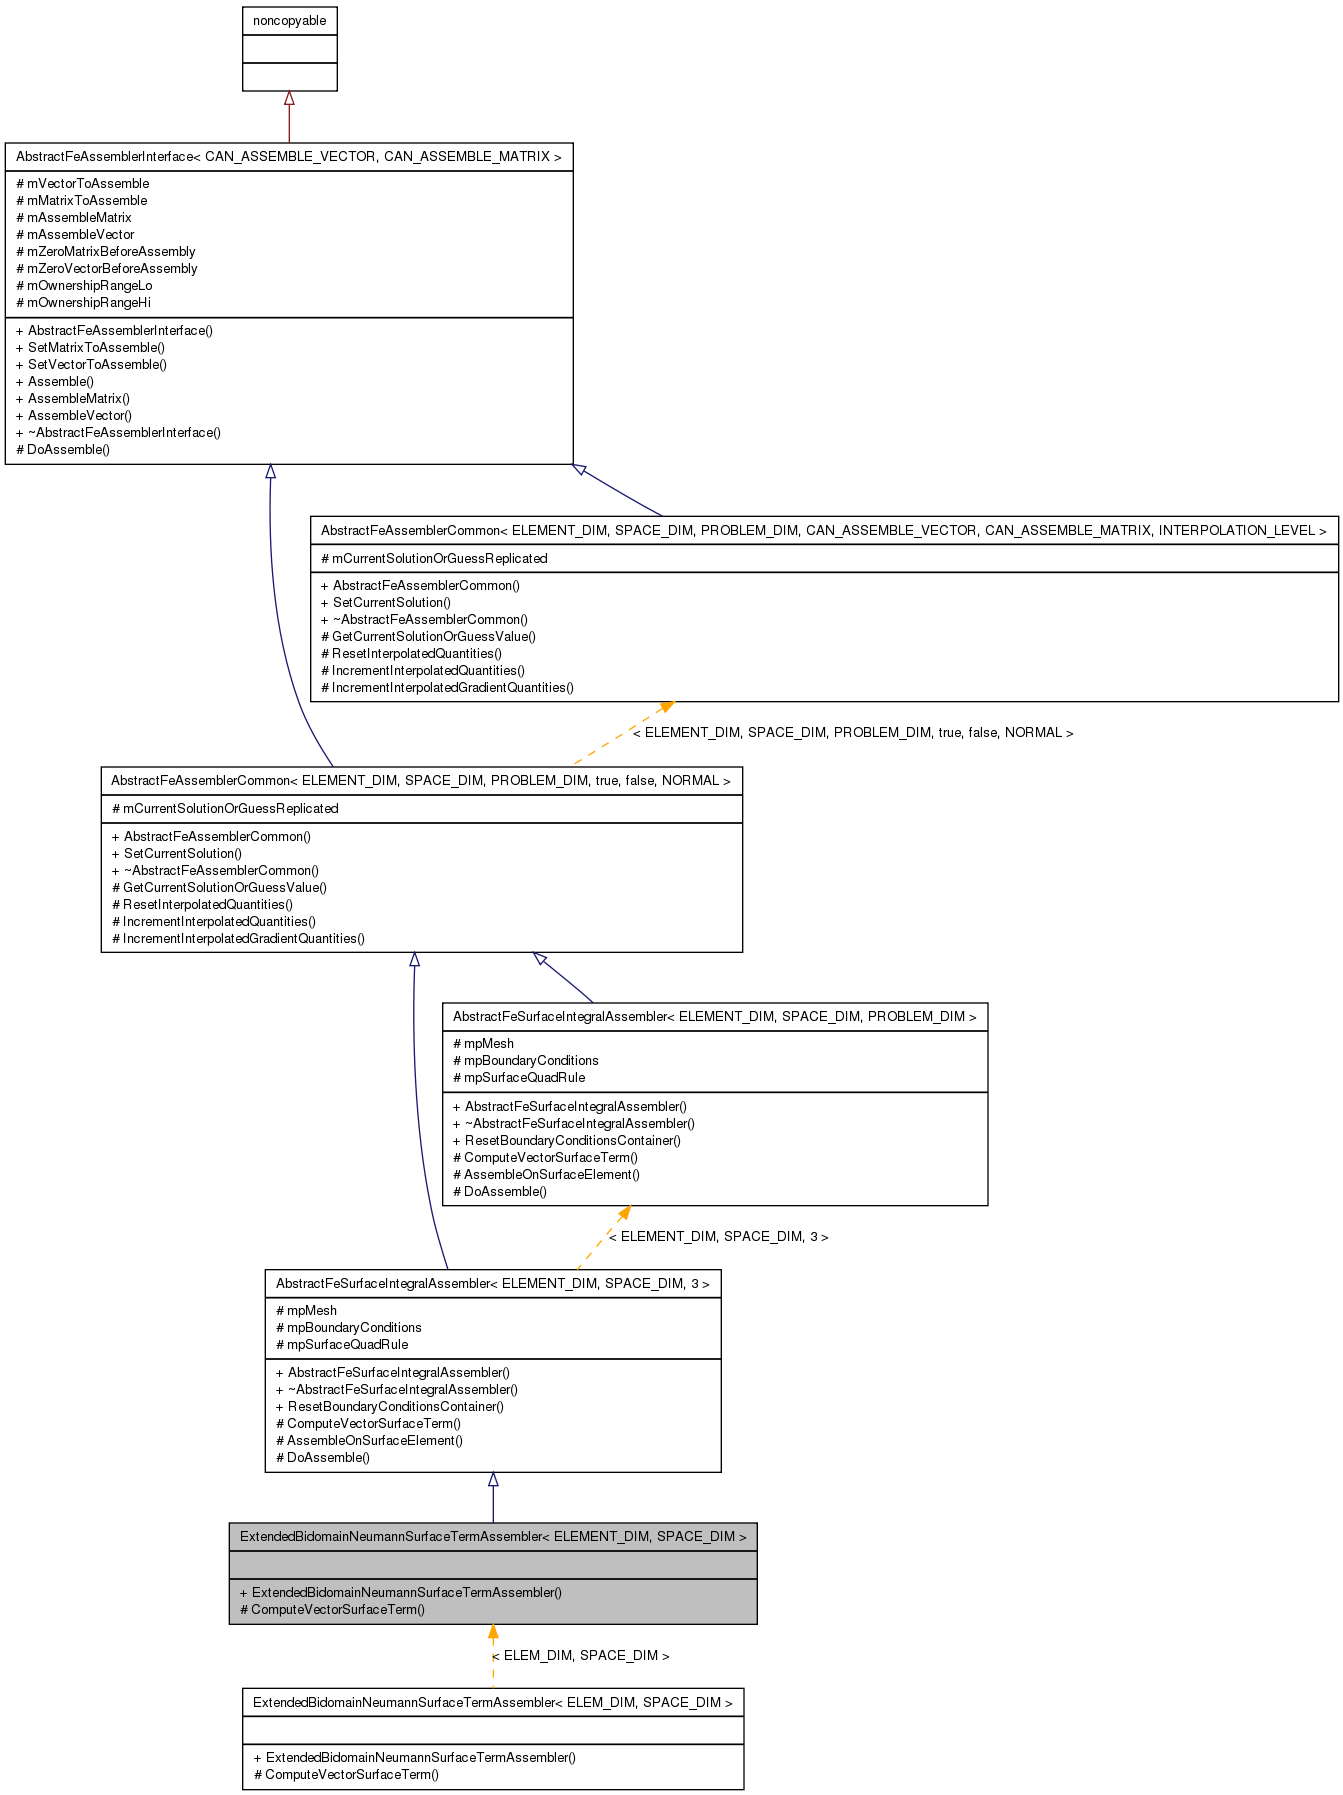 noncopyable
AbstractFeAssemblerInterface< CAN_ASSEMBLE_VECTOR, CAN_ASSEMBLE_MATRIX >
# mVectorToAssemble
# mMatrixToAssemble
# mAssembleMatrix
# mAssembleVector
# mZeroMatrixBeforeAssembly
# mZeroVectorBeforeAssembly
# mOwnershipRangeLo
# mOwnershipRangeHi
+ AbstractFeAssemblerInterface()
+ SetMatrixToAssemble()
+ SetVectorToAssemble()
+ Assemble()
+ AssembleMatrix()
+ AssembleVector()
+ ~AbstractFeAssemblerInterface()
# DoAssemble()
AbstractFeAssemblerCommon< ELEMENT_DIM, SPACE_DIM, PROBLEM_DIM, CAN_ASSEMBLE_VECTOR, CAN_ASSEMBLE_MATRIX, INTERPOLATION_LEVEL >
# mCurrentSolutionOrGuessReplicated
+ AbstractFeAssemblerCommon()
+ SetCurrentSolution()
+ ~AbstractFeAssemblerCommon()
# GetCurrentSolutionOrGuessValue()
# ResetInterpolatedQuantities()
# IncrementInterpolatedQuantities()
# IncrementInterpolatedGradientQuantities()
< ELEMENT_DIM, SPACE_DIM, PROBLEM_DIM, true, false, NORMAL >
AbstractFeAssemblerCommon< ELEMENT_DIM, SPACE_DIM, PROBLEM_DIM, true, false, NORMAL >
# mCurrentSolutionOrGuessReplicated
+ AbstractFeAssemblerCommon()
+ SetCurrentSolution()
+ ~AbstractFeAssemblerCommon()
# GetCurrentSolutionOrGuessValue()
# ResetInterpolatedQuantities()
# IncrementInterpolatedQuantities()
# IncrementInterpolatedGradientQuantities()
AbstractFeSurfaceIntegralAssembler< ELEMENT_DIM, SPACE_DIM, PROBLEM_DIM >
# mpMesh
# mpBoundaryConditions
# mpSurfaceQuadRule
+ AbstractFeSurfaceIntegralAssembler()
+ ~AbstractFeSurfaceIntegralAssembler()
+ ResetBoundaryConditionsContainer()
# ComputeVectorSurfaceTerm()
# AssembleOnSurfaceElement()
# DoAssemble()
< ELEMENT_DIM, SPACE_DIM, 3 >
AbstractFeSurfaceIntegralAssembler< ELEMENT_DIM, SPACE_DIM, 3 >
# mpMesh
# mpBoundaryConditions
# mpSurfaceQuadRule
+ AbstractFeSurfaceIntegralAssembler()
+ ~AbstractFeSurfaceIntegralAssembler()
+ ResetBoundaryConditionsContainer()
# ComputeVectorSurfaceTerm()
# AssembleOnSurfaceElement()
# DoAssemble()
ExtendedBidomainNeumannSurfaceTermAssembler< ELEMENT_DIM, SPACE_DIM >
+ ExtendedBidomainNeumannSurfaceTermAssembler()
# ComputeVectorSurfaceTerm()
< ELEM_DIM, SPACE_DIM >
ExtendedBidomainNeumannSurfaceTermAssembler< ELEM_DIM, SPACE_DIM >
+ ExtendedBidomainNeumannSurfaceTermAssembler()
# ComputeVectorSurfaceTerm()